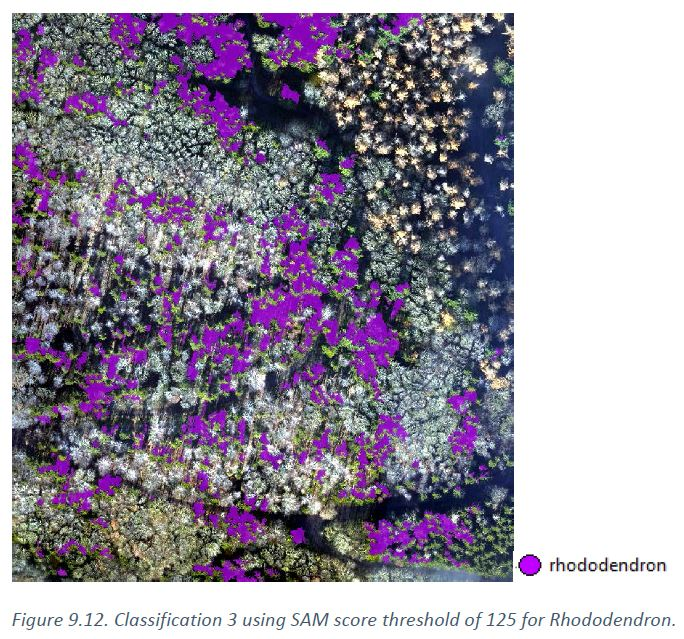 rhododendron
Figure 9.12. Classification 3 using SAM score threshold of 125 for Rhododendron.